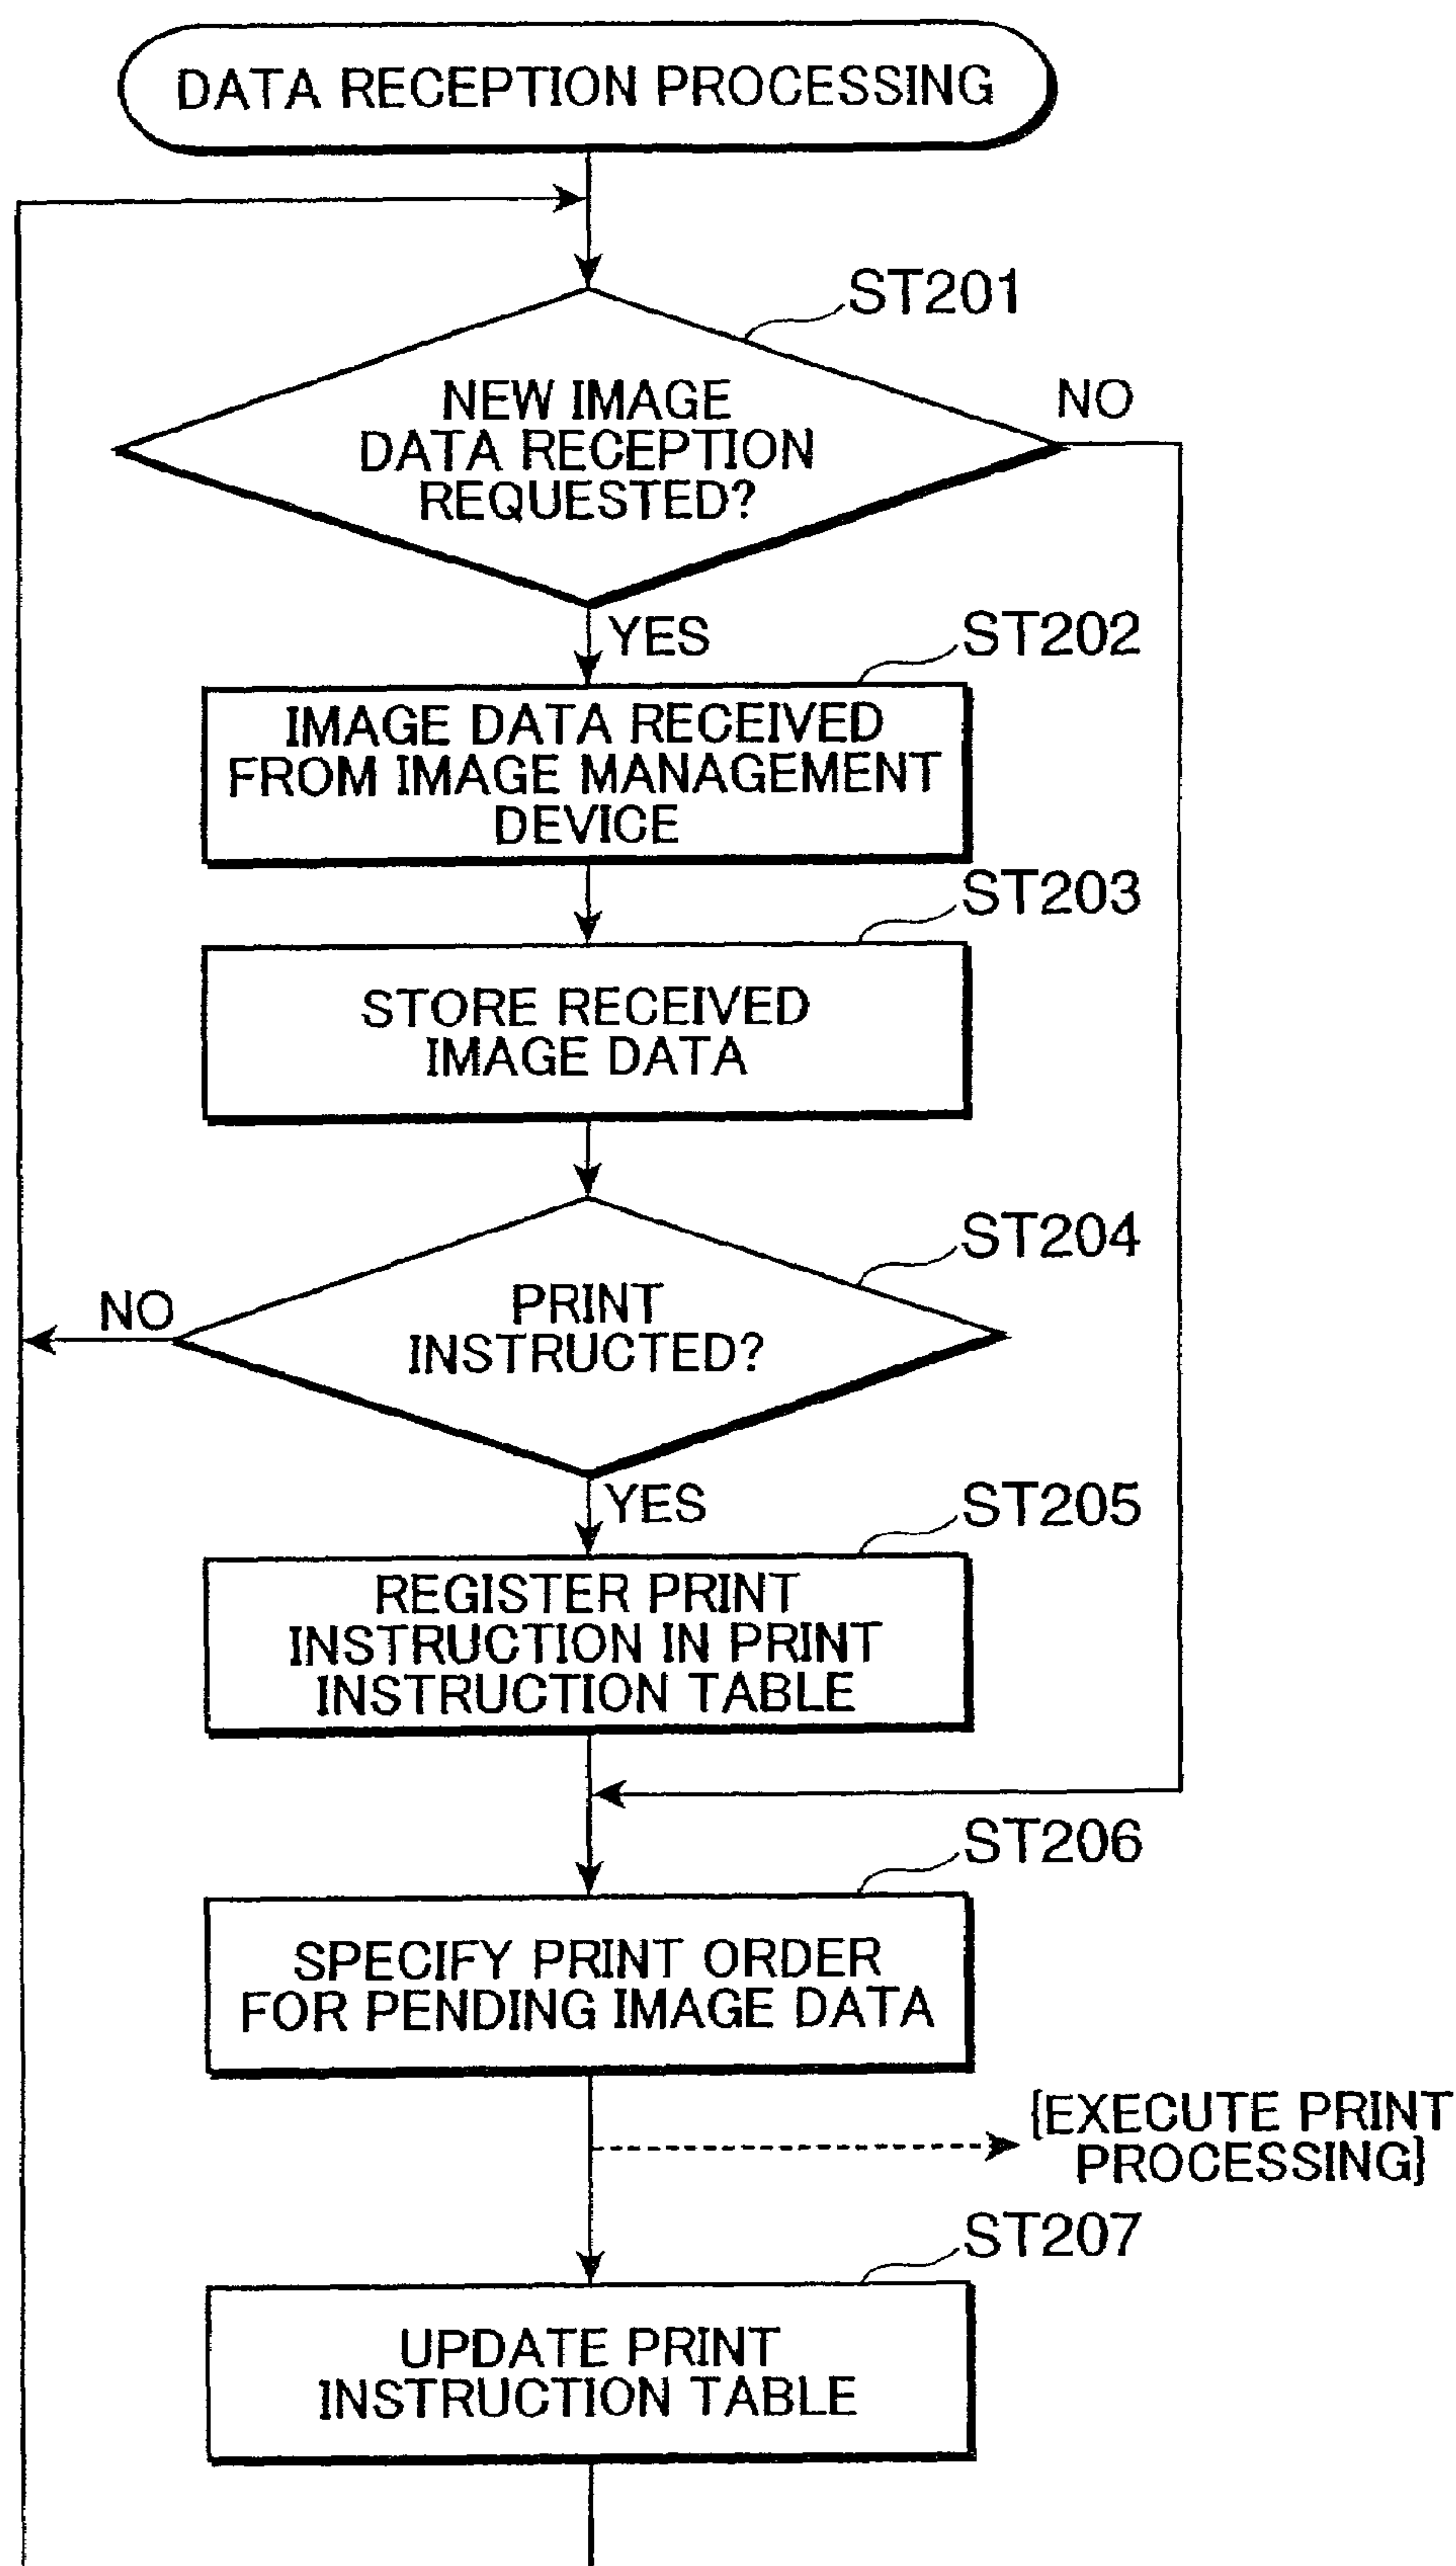 DATA RECEPTION PROCESSING
ST201
NEW IMAGE
DATA RECEPTION
REQUESTED?
NO
YES
ST202
IMAGE DATA RECEIVED
FROM IMAGE MANAGEMENT
DEVICE
ST203
STORE RECEIVED
IMAGE DATA
ST204
PRINT
INSTRUCTED?
NO
YES
ST205
REGISTER PRINT
INSTRUCTION IN PRINT
INSTRUCTION TABLE
ST206
SPECIFY PRINT ORDER
FOR PENDING IMAGE DATA
[EXECUTE PRINT
PROCESSING]
ST207
UPDATE PRINT
INSTRUCTION TABLE